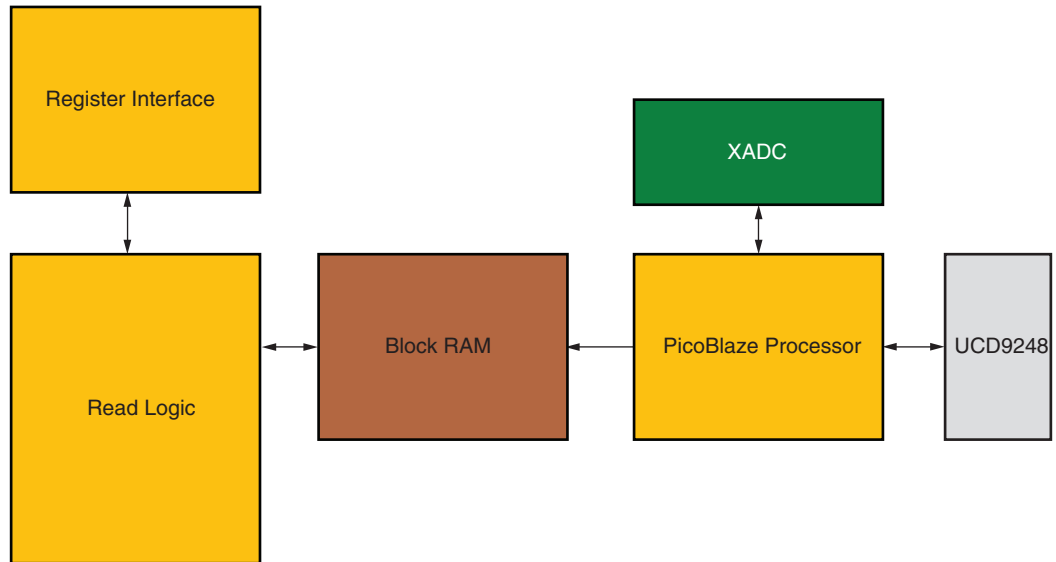 Register Interface
XADC
Read Logic
Block RAM
PicoBlaze Processor
UCD9248